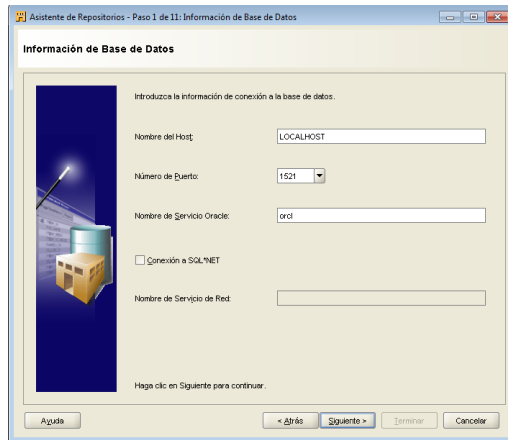 Asistente de Repositorios - Paso 1 de 11: Información de Base de Datos
Información de Base de Datos
Introduzca la información de conexión a la base de datos.
Nombre del Host: LOCALHOST
Número de Puerto: 1521
Nombre de Servicio Oracle: orcl
Conexión a SQL*NET
Nombre de Servicio de Red:
Haga clic en Siguiente para continuar.
Ayuda < Atrás Siguiente > Terminar Cancelar